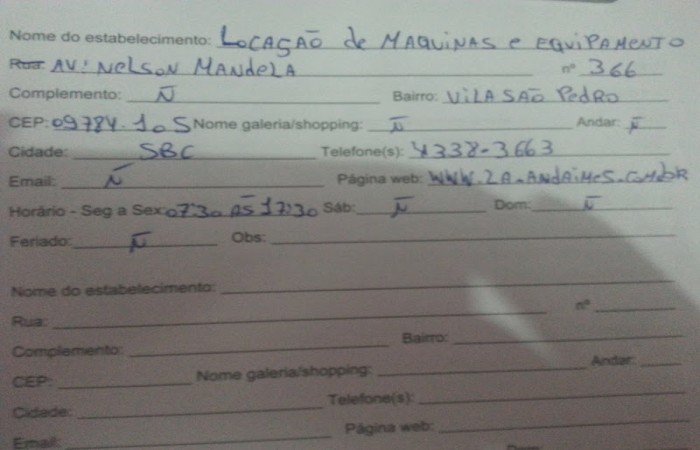 Nome do estabelecimento: LOCAÇÃO de MAQUINAS e EQUIPAMENTO
Rua: AV: NELSON MANDELA nº 366
Complemento: Ñ Bairro: VILA SÃO PEDRO
CEP: 09784-105 Nome galeria/shopping: Ñ Andar: Ñ
Cidade: SBC Telefone(s): 4338-3663
Email: Ñ Página web: WWW.ZA-ANDAIMES.COM.bR
Horário - Seg a Sex: 07:30 AS 17:30 Sáb: Ñ Dom: Ñ
Feriado: Ñ Obs:
Nome do estabelecimento:
Rua: nº
Complemento: Bairro:
CEP: Nome galeria/shopping: Andar:
Cidade: Telefone(s):
Email: Página web: